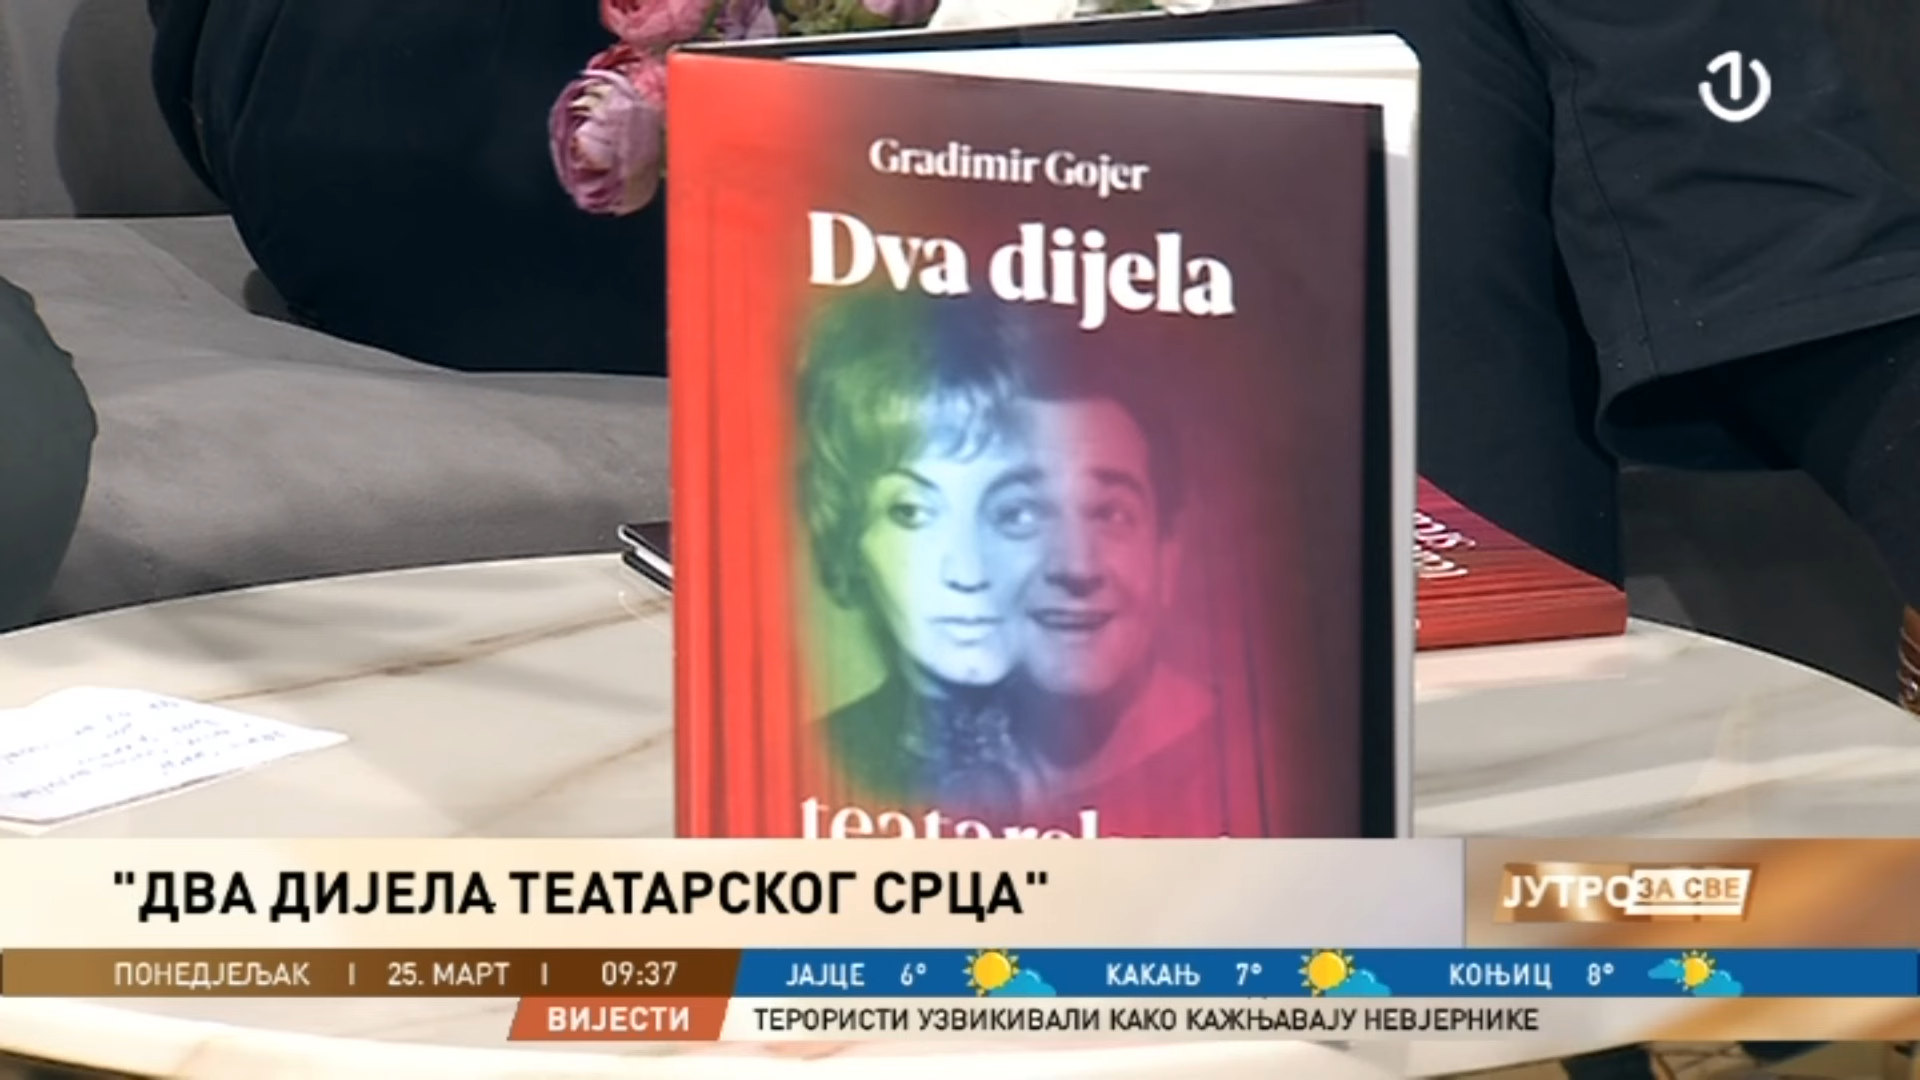 Gradimir Gojer
Dva dijela
"ДВА ДИЈЕЛА ТЕАТАРСКОГ СРЦА"
ЈУТРО ЗА СВЕ
ПОНЕДЈЕЉАК | 25. МАРТ | 09:37
ЈАЈЦЕ 6° КАКАЊ 7° КОЊИЦ 8°
ВИЈЕСТИ ТЕРОРИСТИ УЗВИКИВАЛИ КАКО КАЖЊАВАЈУ НЕВЈЕРНИКЕ